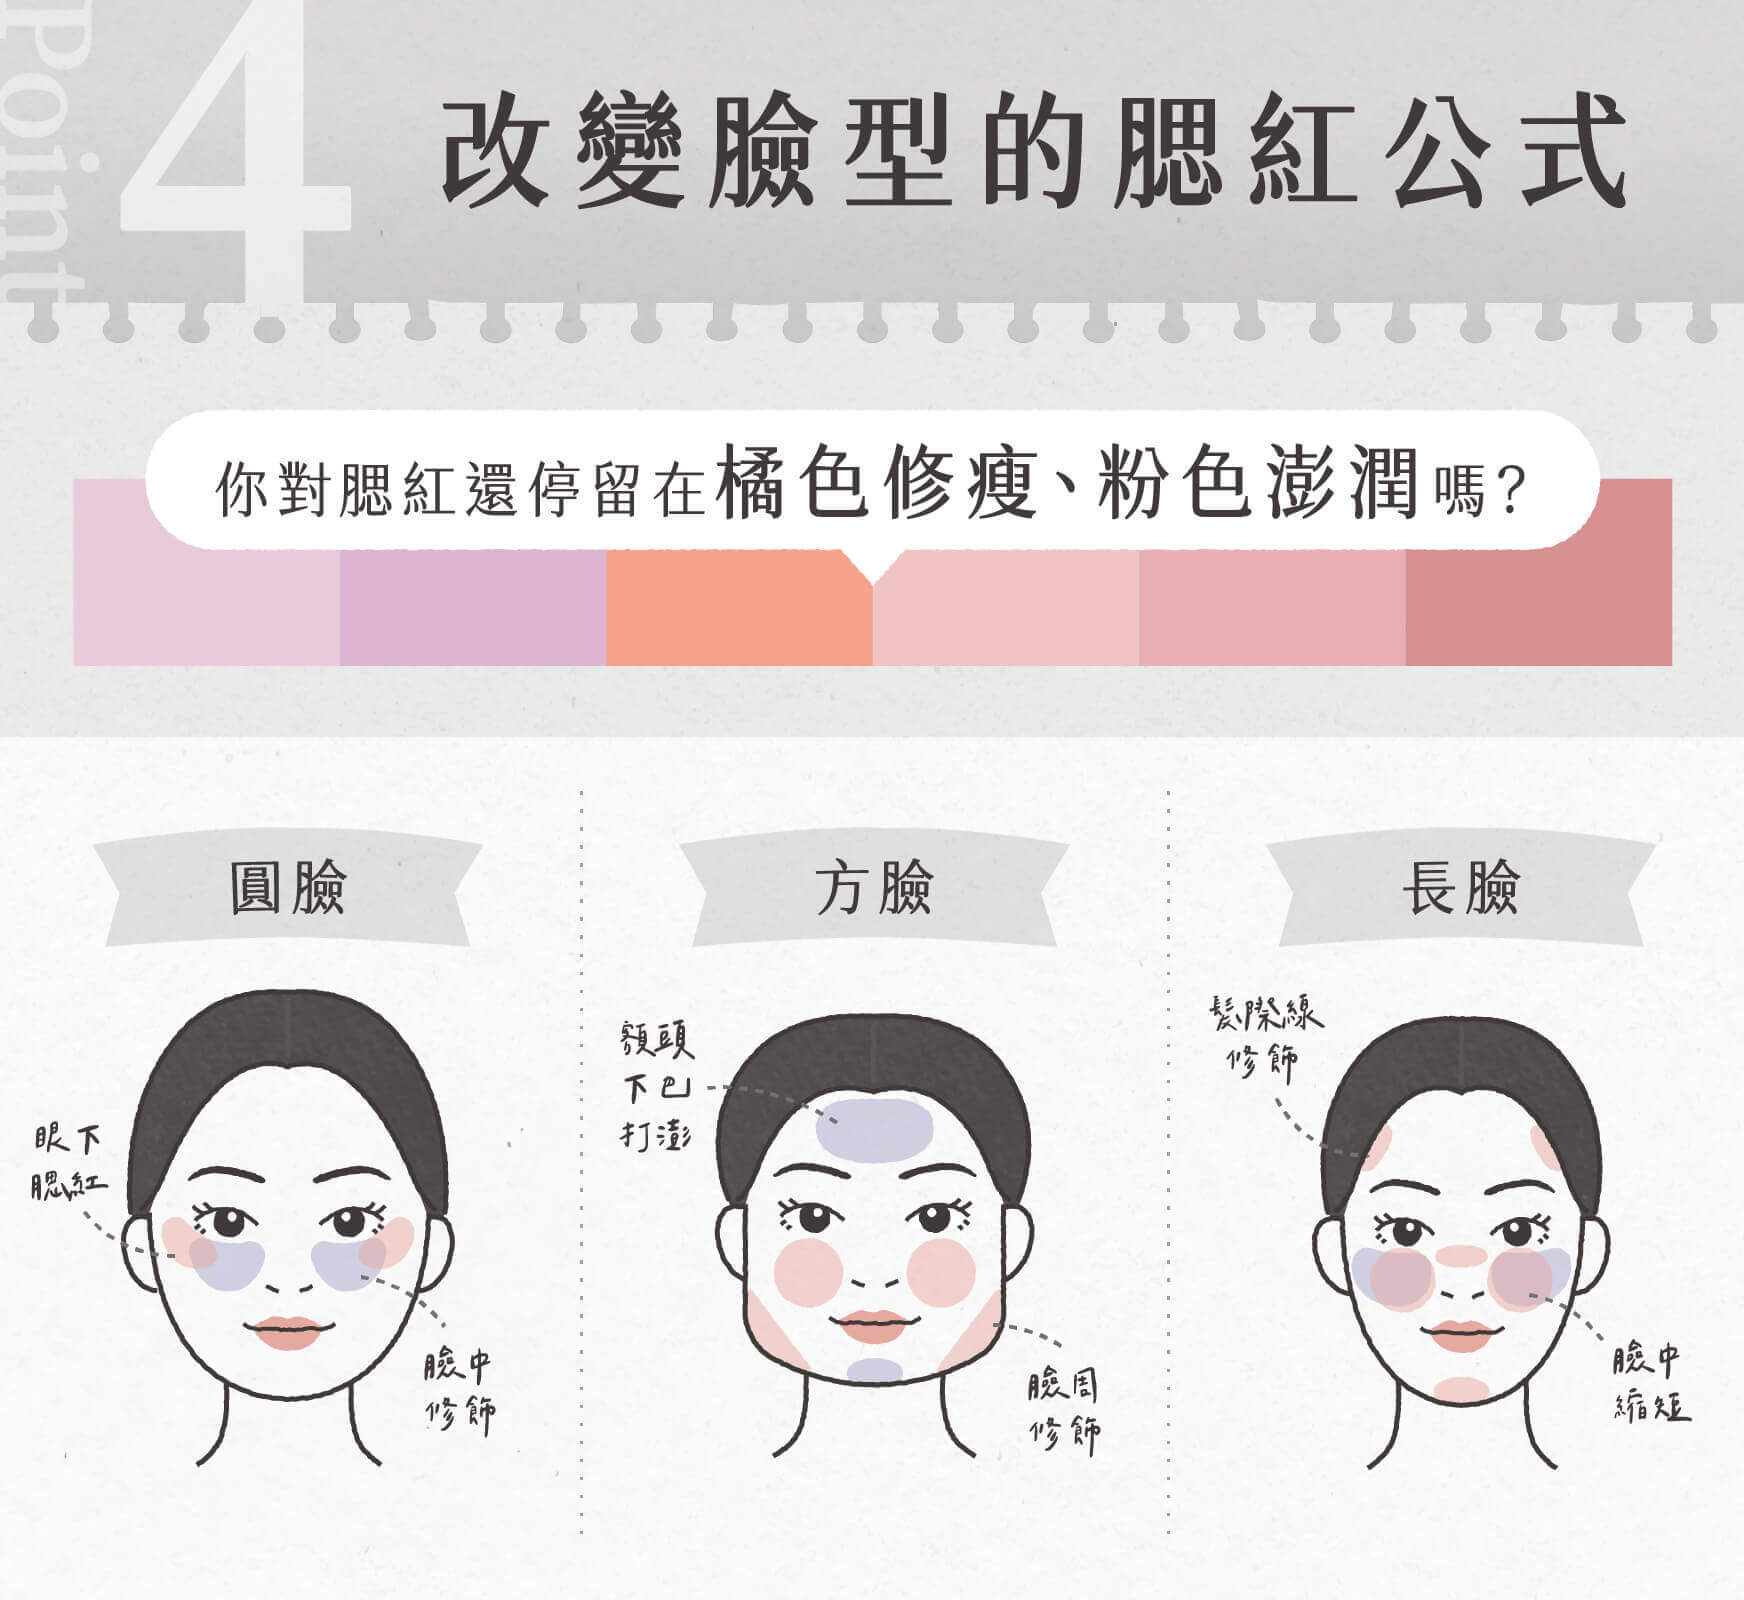 Point
4
改變臉型的腮紅公式
你對腮紅還停留在橘色修瘦、粉色澎潤嗎?
圓臉
眼下
腮紅
臉中
修飾
方臉
額頭
下巴
打澎
臉周
修飾
長臉
髮際線
修飾
臉中
縮短